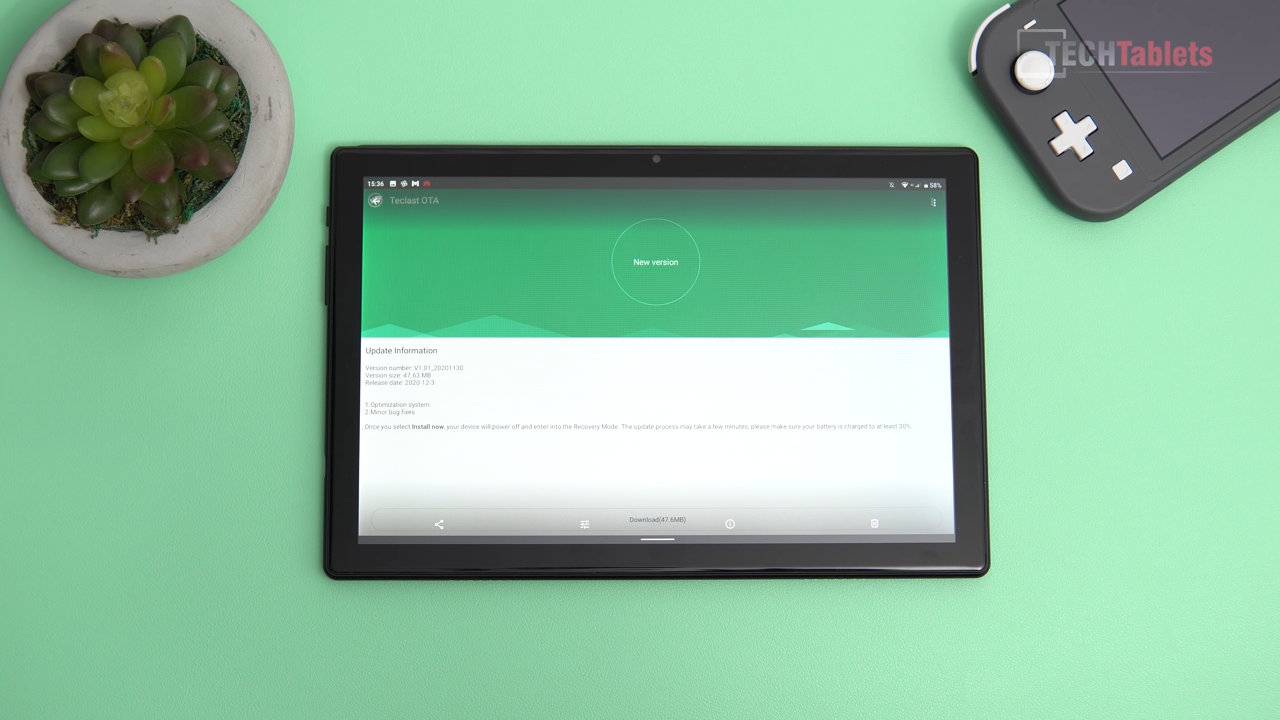 TECHTablets
15:36
58%
Teclast OTA
New version
Update Information
Version number: V1.01_20201130
Version size: 47.63 MB
Release date: 2020-12-3
1.Optimization system
2.Minor bug fixes
Once you select Install now, your device will power off and enter into the Recovery Mode. The update process may take a few minutes, please make sure your battery is charged to at least 30%.
Download(47.6MB)